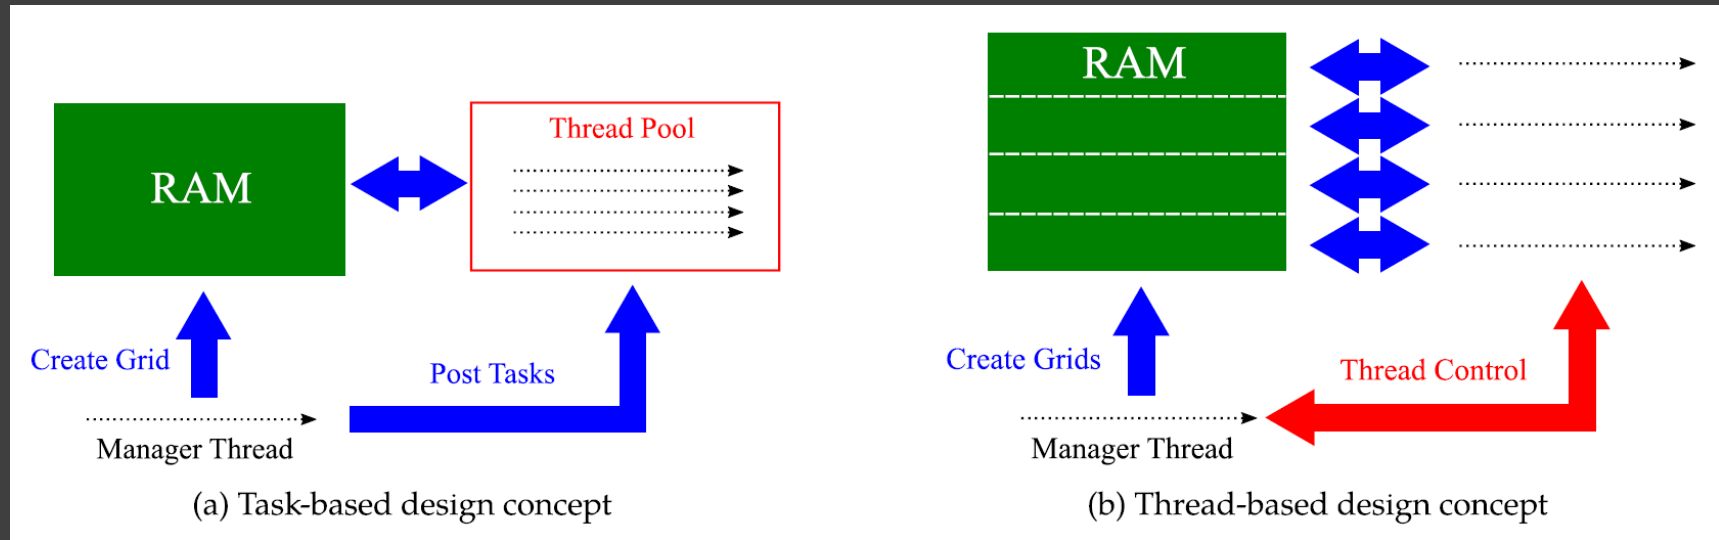 RAM
Thread Pool
Create Grid
Post Tasks
Manager Thread
(a) Task-based design concept
RAM
Create Grids
Thread Control
Manager Thread
(b) Thread-based design concept